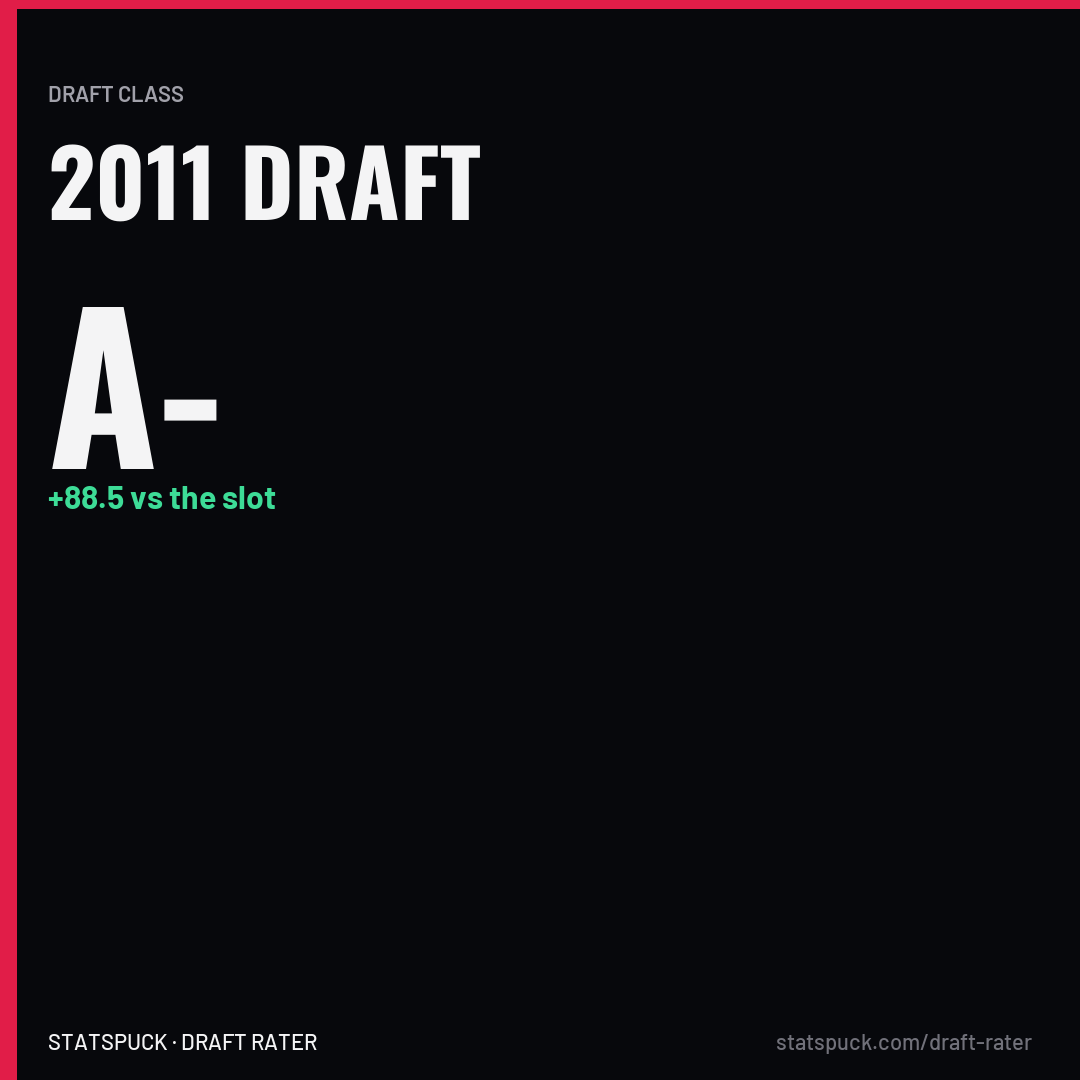 DRAFT CLASS
2011 DRAFT
A-
+88.5 vs the slot
STATSPUCK · DRAFT RATER
statspuck.com/draft-rater